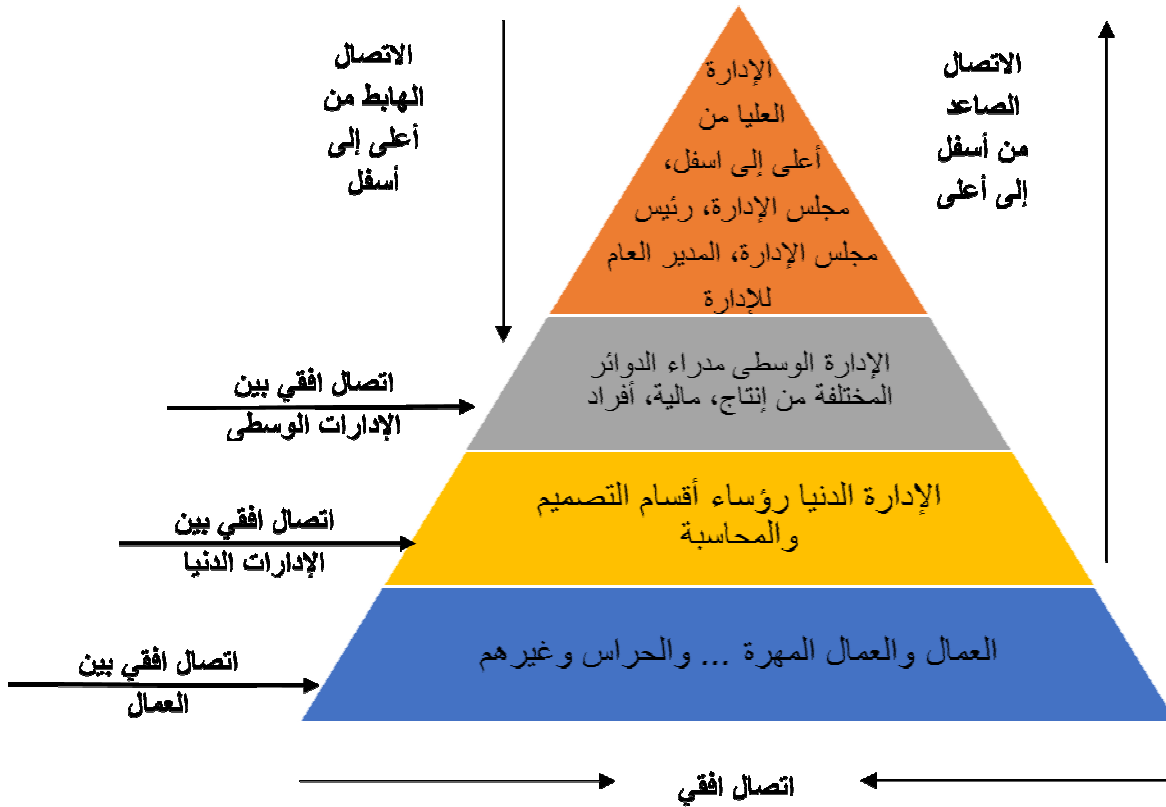 الاتصال
الصاعد
من أسفل
إلى أعلى
الإدارة
العليا من
أعلى إلى اسفل،
مجلس الإدارة، رئيس
مجلس الإدارة، المدير العام
للإدارة
الاتصال
الهابط من
أعلى إلى
أسفل
الإدارة الوسطى مدراء الدوائر
المختلفة من إنتاج، مالية، أفراد
اتصال افقي بين
الإدارات الوسطى
الإدارة الدنيا رؤساء أقسام التصميم
والمحاسبة
اتصال افقي بين
الإدارات الدنيا
العمال والعمال المهرة ... والحراس وغيرهم
اتصال افقي بين
العمال
اتصال افقي